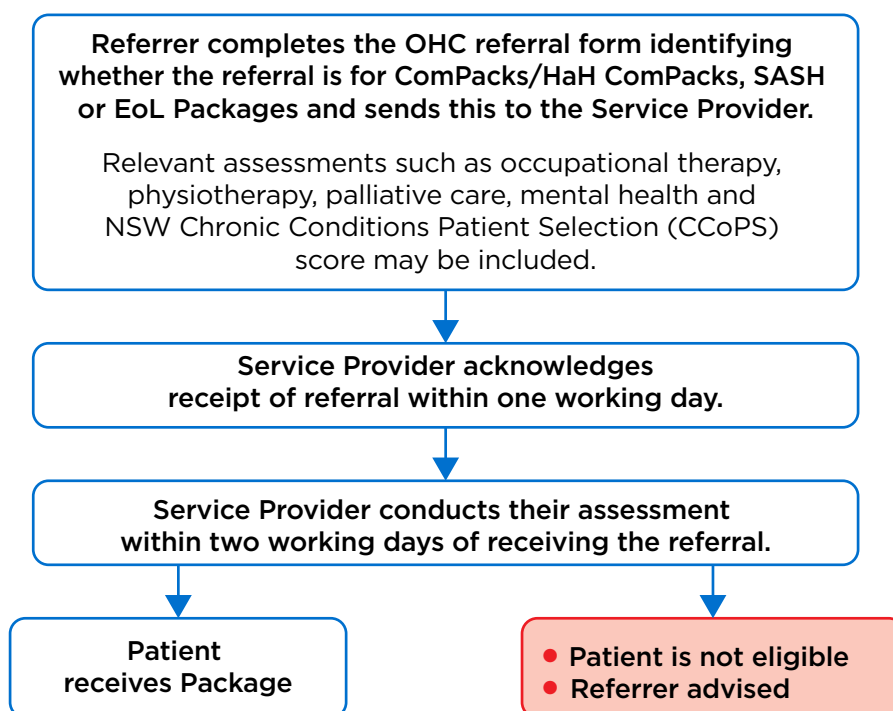 Referrer completes the OHC referral form identifying
whether the referral is for ComPacks/HaH ComPacks, SASH
or EoL Packages and sends this to the Service Provider.
Relevant assessments such as occupational therapy,
physiotherapy, palliative care, mental health and
NSW Chronic Conditions Patient Selection (CCoPS)
score may be included.
Service Provider acknowledges
receipt of referral within one working day.
Service Provider conducts their assessment
within two working days of receiving the referral.
Patient
receives Package
• Patient is not eligible
• Referrer advised